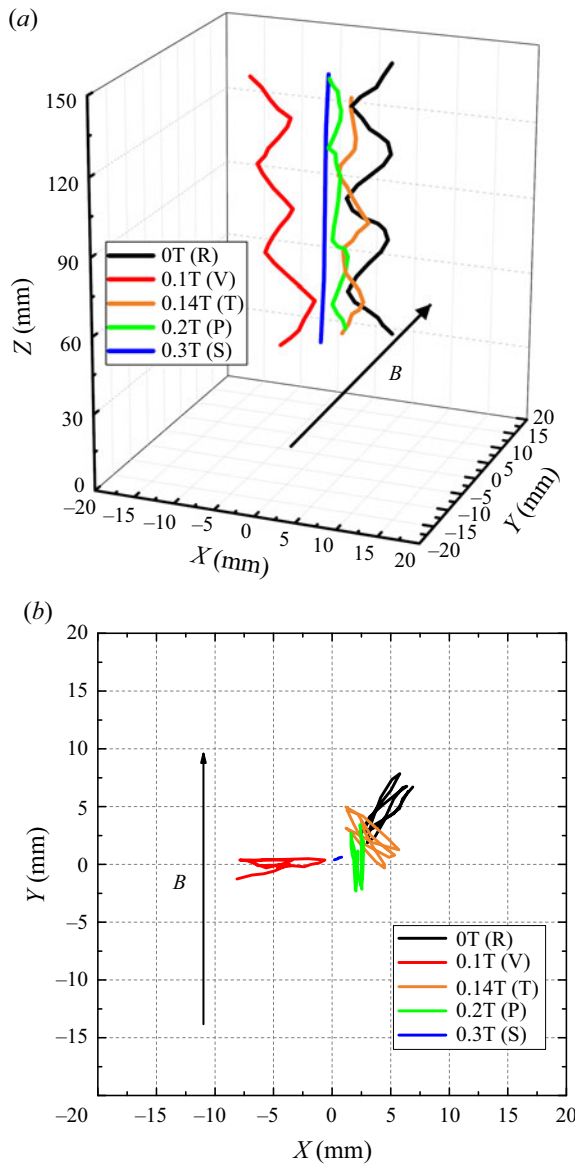 (a)
150
120
90
60
30
0
Z (mm)
0T (R)
0.1T (V)
0.14T (T)
0.2T (P)
0.3T (S)
B
–20
–15
–10
–5
0
5
10
15
20
X (mm)
20
15
10
5
0
–5
–10
–15
–20
Y (mm)
(b)
20
15
10
5
0
–5
–10
–15
–20
Y (mm)
B
0T (R)
0.1T (V)
0.14T (T)
0.2T (P)
0.3T (S)
–15 –10 –5 0 5 10 15 20
X (mm)